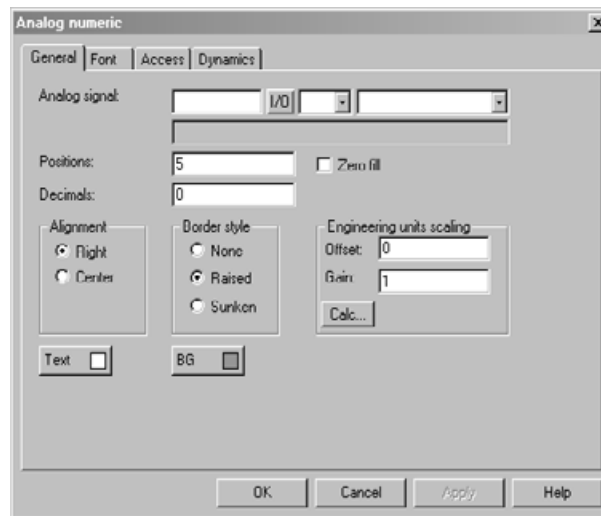 Analog numeric
General Font Access Dynamics
Analog signal: I/O
Positions: 5 Zero fill
Decimals: 0
Alignment Border style Engineering units scaling
Right None Offset: 0
Center Raised Gain: 1
Sunken Calc...
Text BG
OK Cancel Apply Help